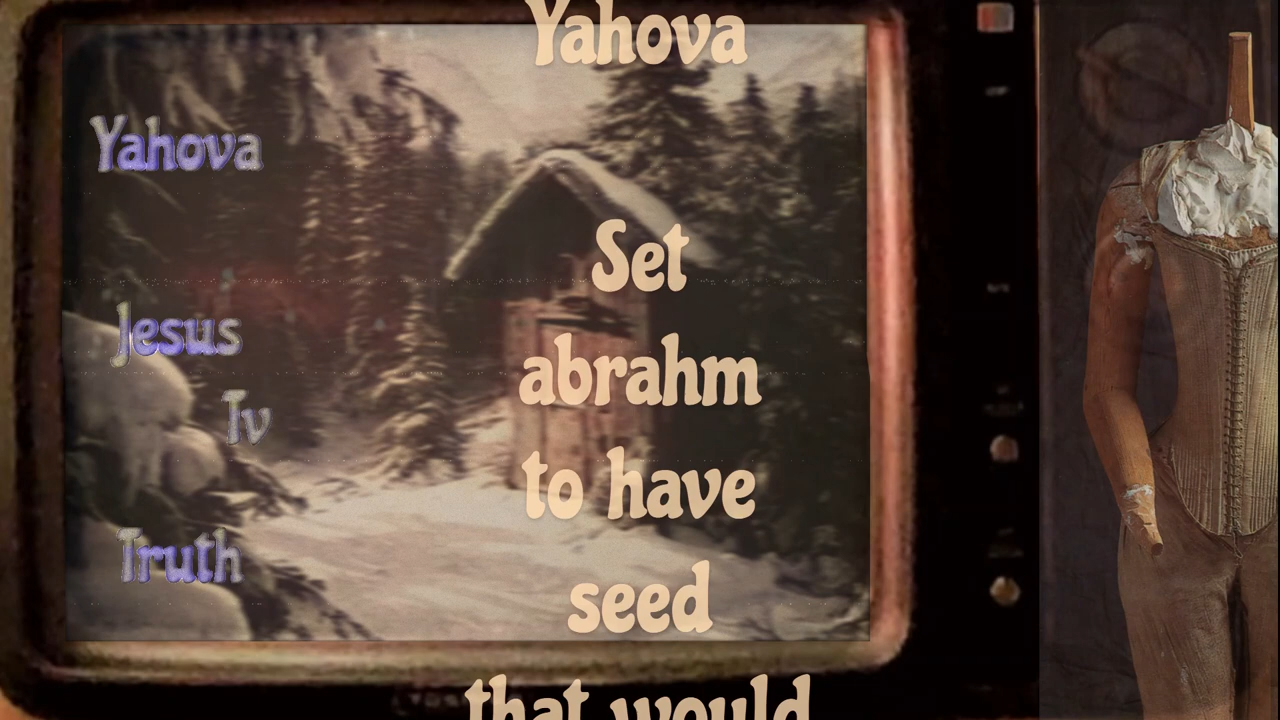 Yahova
Yahova
Set
abrahm
to have
seed
that would
Jesus
Tv
Truth